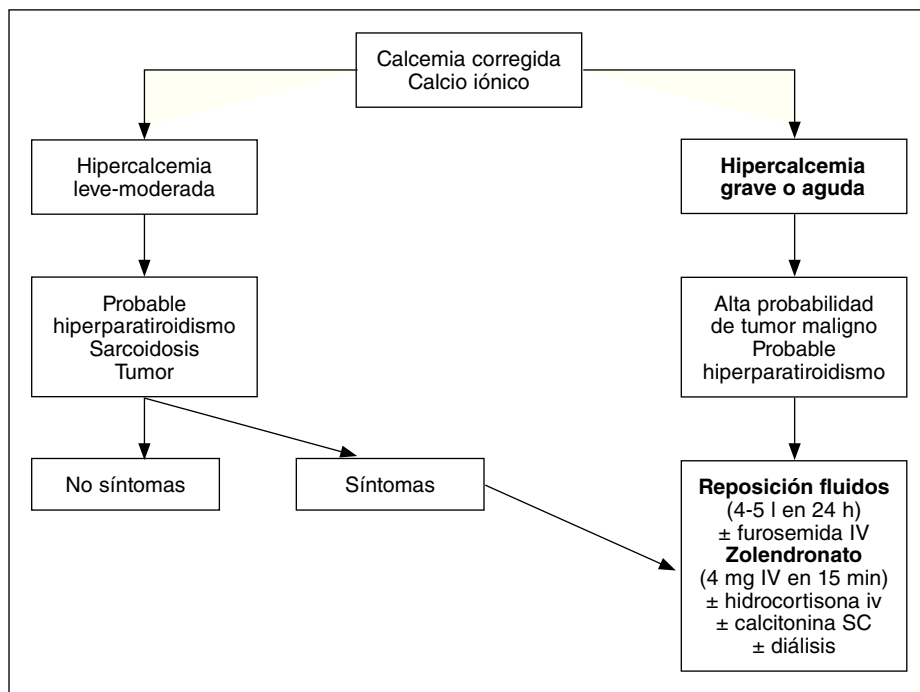 Calcemia corregida
Calcio iónico
Hipercalcemia
leve-moderada
Hipercalcemia
grave o aguda
Probable
hiperparatiroidismo
Sarcoidosis
Tumor
Alta probabilidad
de tumor maligno
Probable
hiperparatiroidismo
No síntomas
Síntomas
Reposición fluidos
(4-5 l en 24 h)
± furosemida IV
Zolendronato
(4 mg IV en 15 min)
± hidrocortisona iv
± calcitonina SC
± diálisis